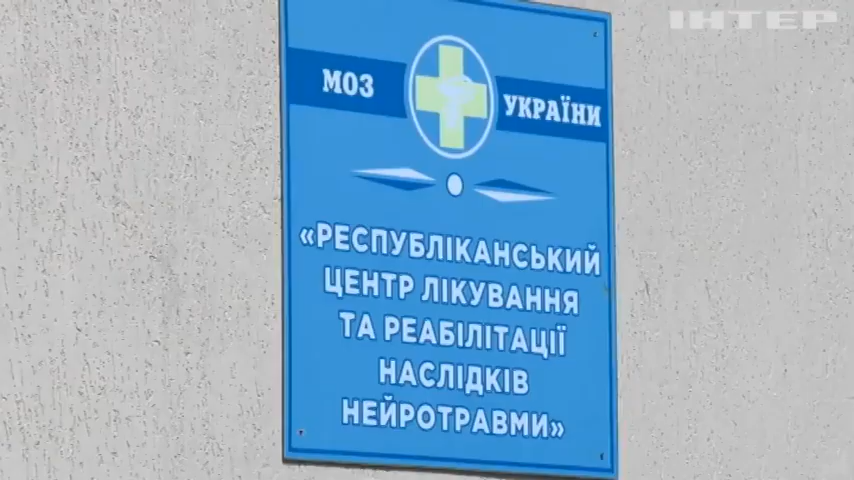 ІНТЕР
МОЗ УКРАЇНИ
«РЕСПУБЛІКАНСЬКИЙ
ЦЕНТР ЛІКУВАННЯ
ТА РЕАБІЛІТАЦІЇ
НАСЛІДКІВ
НЕЙРОТРАВМИ»